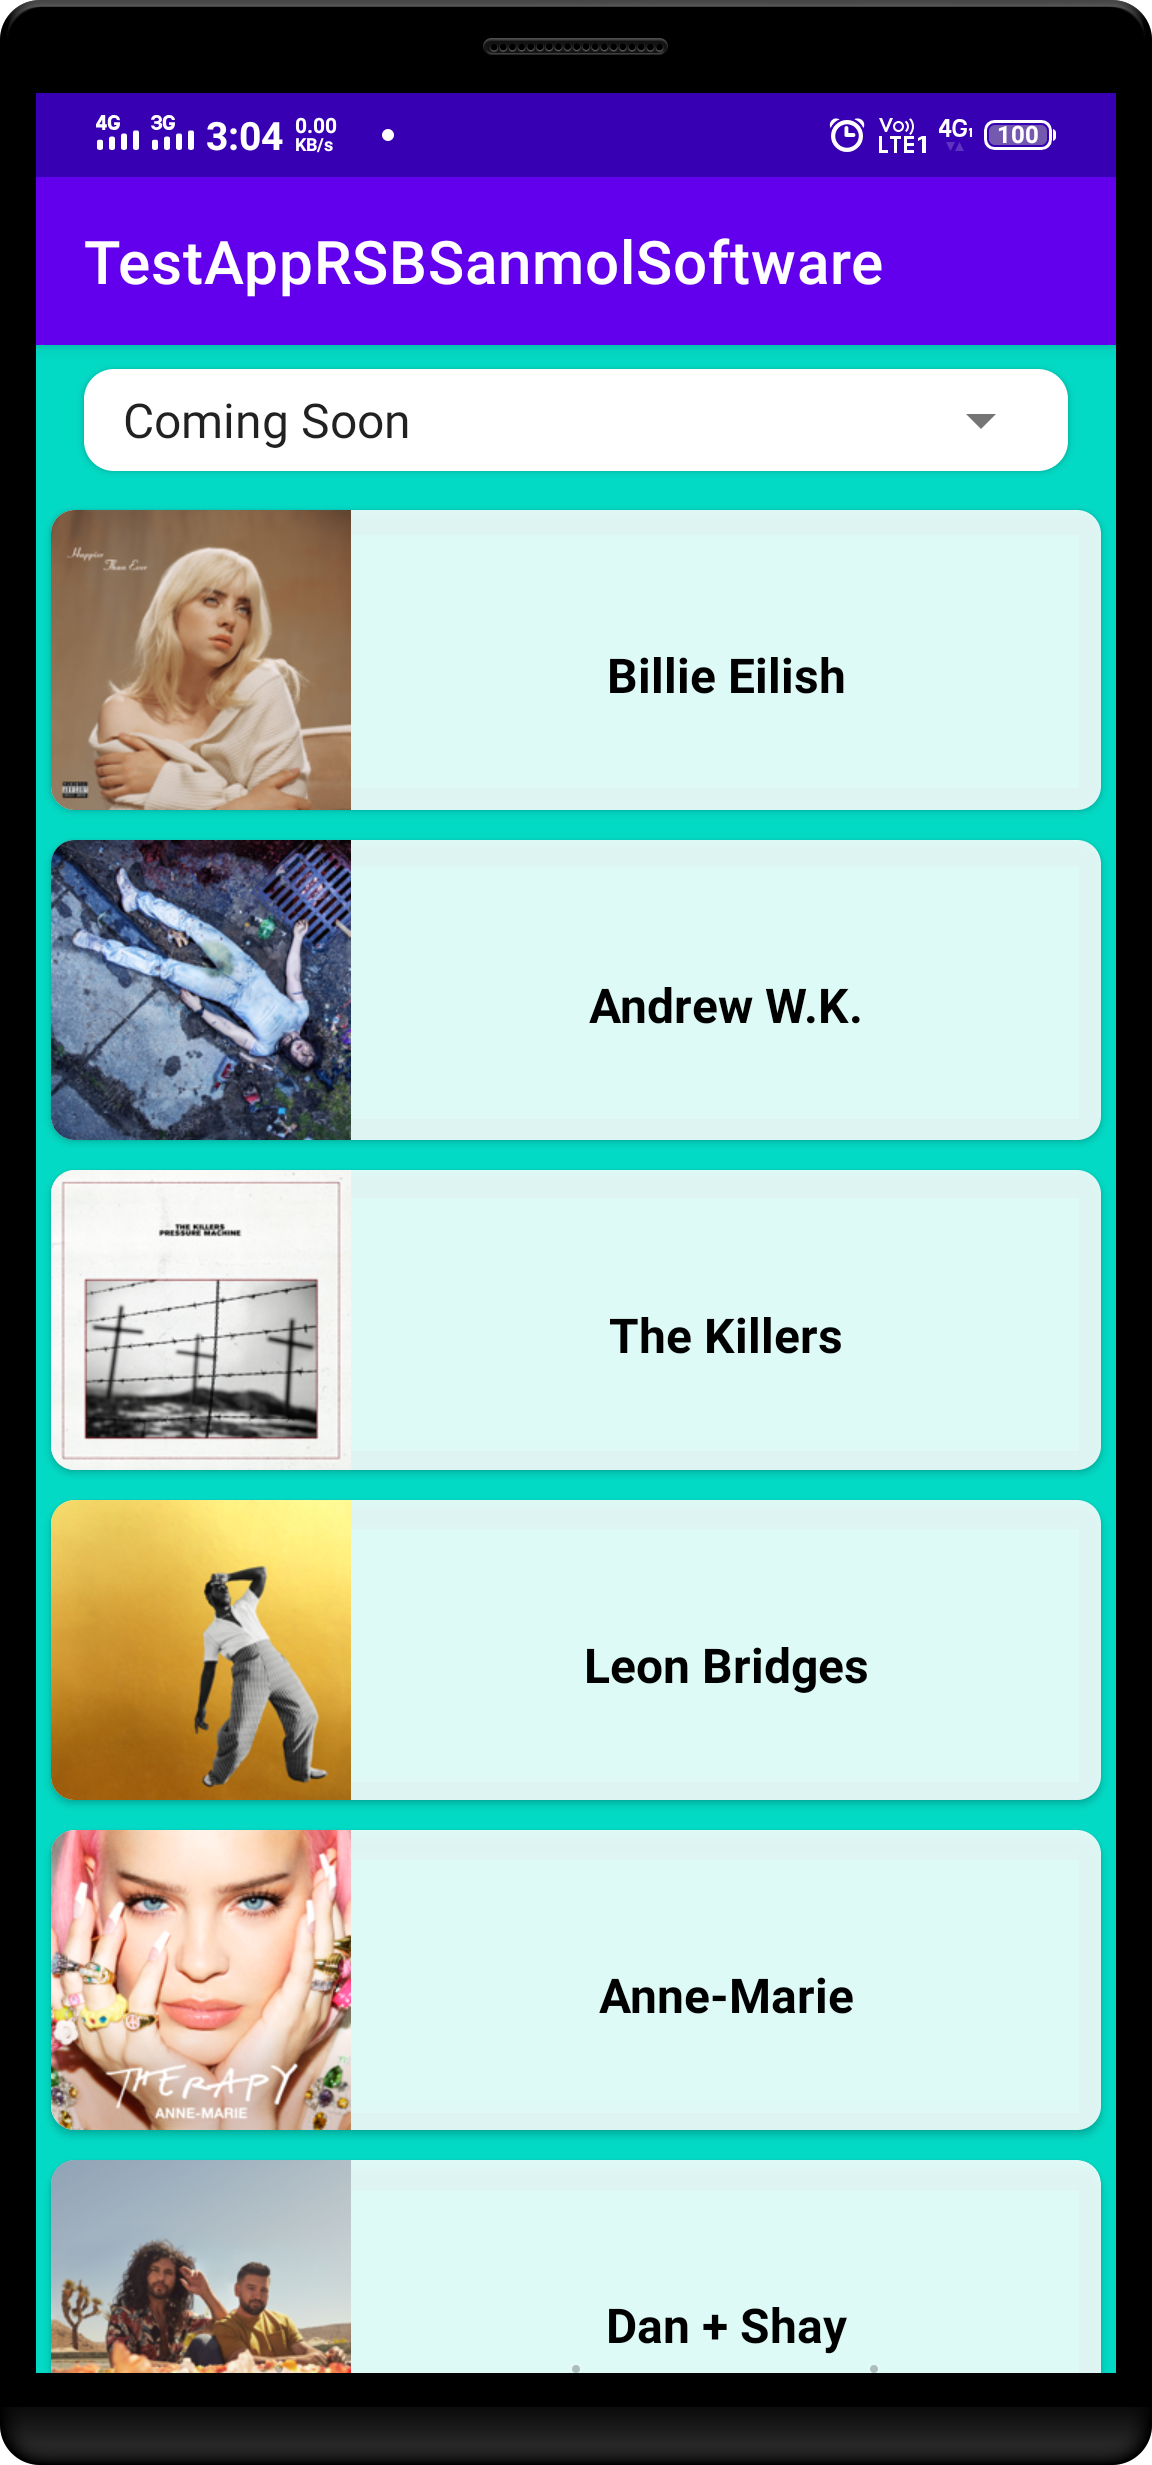 4G 3G 3:04 0.00 KB/s Vo)) LTE1 4G1 100
TestAppRSBSanmolSoftware
Coming Soon
Happier
Than Ever
Billie Eilish
Andrew W.K.
THE KILLERS
PRESSURE MACHINE
The Killers
Leon Bridges
THERAPY
ANNE-MARIE
Anne-Marie
Dan + Shay